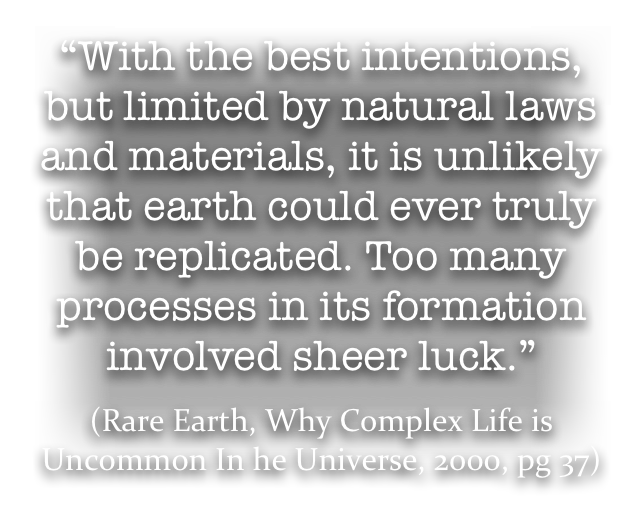 “With the best intentions,
but limited by natural laws
and materials, it is unlikely
that earth could ever truly
be replicated. Too many
processes in its formation
involved sheer luck.”
(Rare Earth, Why Complex Life is
Uncommon In he Universe, 2000, pg 37)